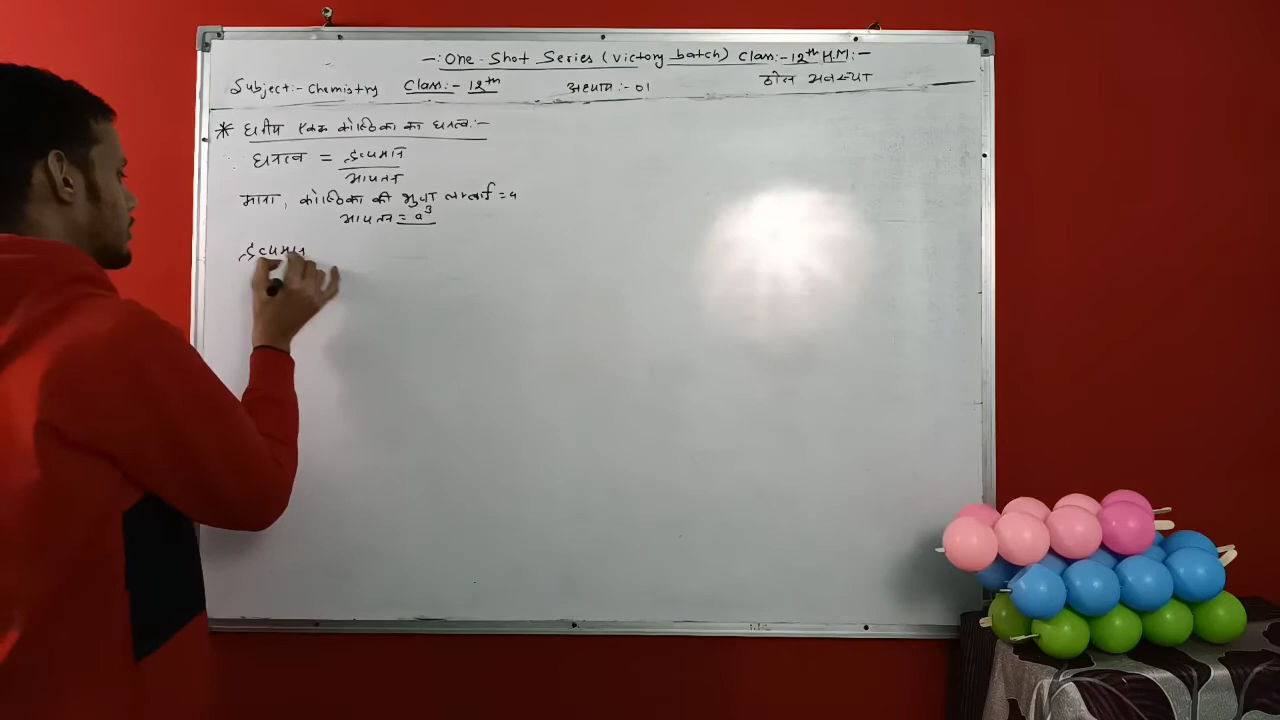 -: One-Shot Series (victory batch) Class:- 12th H.M:-
Subject:- Chemistry Class:- 12th अध्याय:- 01 ठोस अवस्था
* घनीय एकक कोष्ठिका का घनत्व:-
घनत्व = द्रव्यमान
आयतन
माना, कोष्ठिका की भुजा लम्बाई = a
आयतन = a³
द्रव्यमान